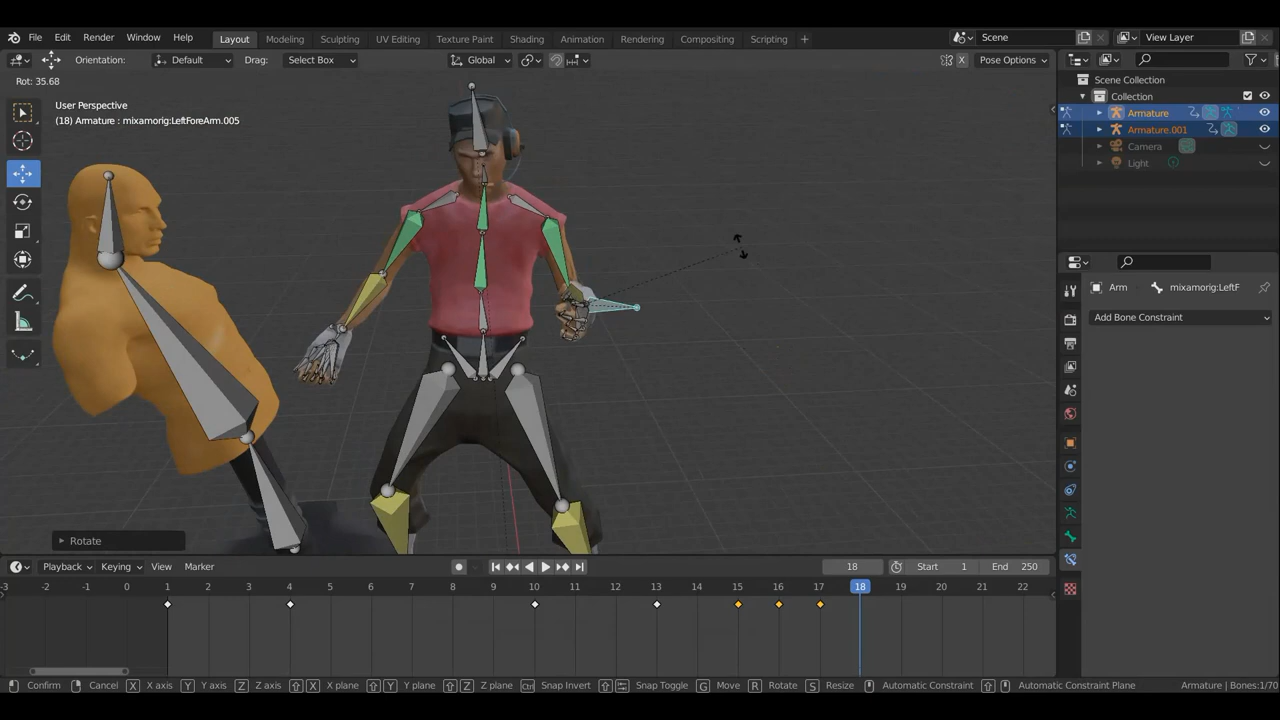 File Edit Render Window Help Layout Modeling Sculpting UV Editing Texture Paint Shading Animation Rendering Compositing Scripting + Scene View Layer
Orientation: Default Drag: Select Box Global X Pose Options
Rot: 35.68
User Perspective
(18) Armature : mixamorig:LeftForeArm.005
Scene Collection
Collection
Armature
Armature.001
Camera
Light
Arm mixamorig:LeftF
Add Bone Constraint
Rotate
Playback Keying View Marker 18 Start 1 End 250
-3 -2 -1 0 1 2 3 4 5 6 7 8 9 10 11 12 13 14 15 16 17 18 19 20 21 22
Confirm Cancel X X axis Y Y axis Z Z axis X X plane Y Y plane Z Z plane Ctrl Snap Invert Snap Toggle G Move R Rotate S Resize Automatic Constraint Automatic Constraint Plane Armature | Bones:1/70